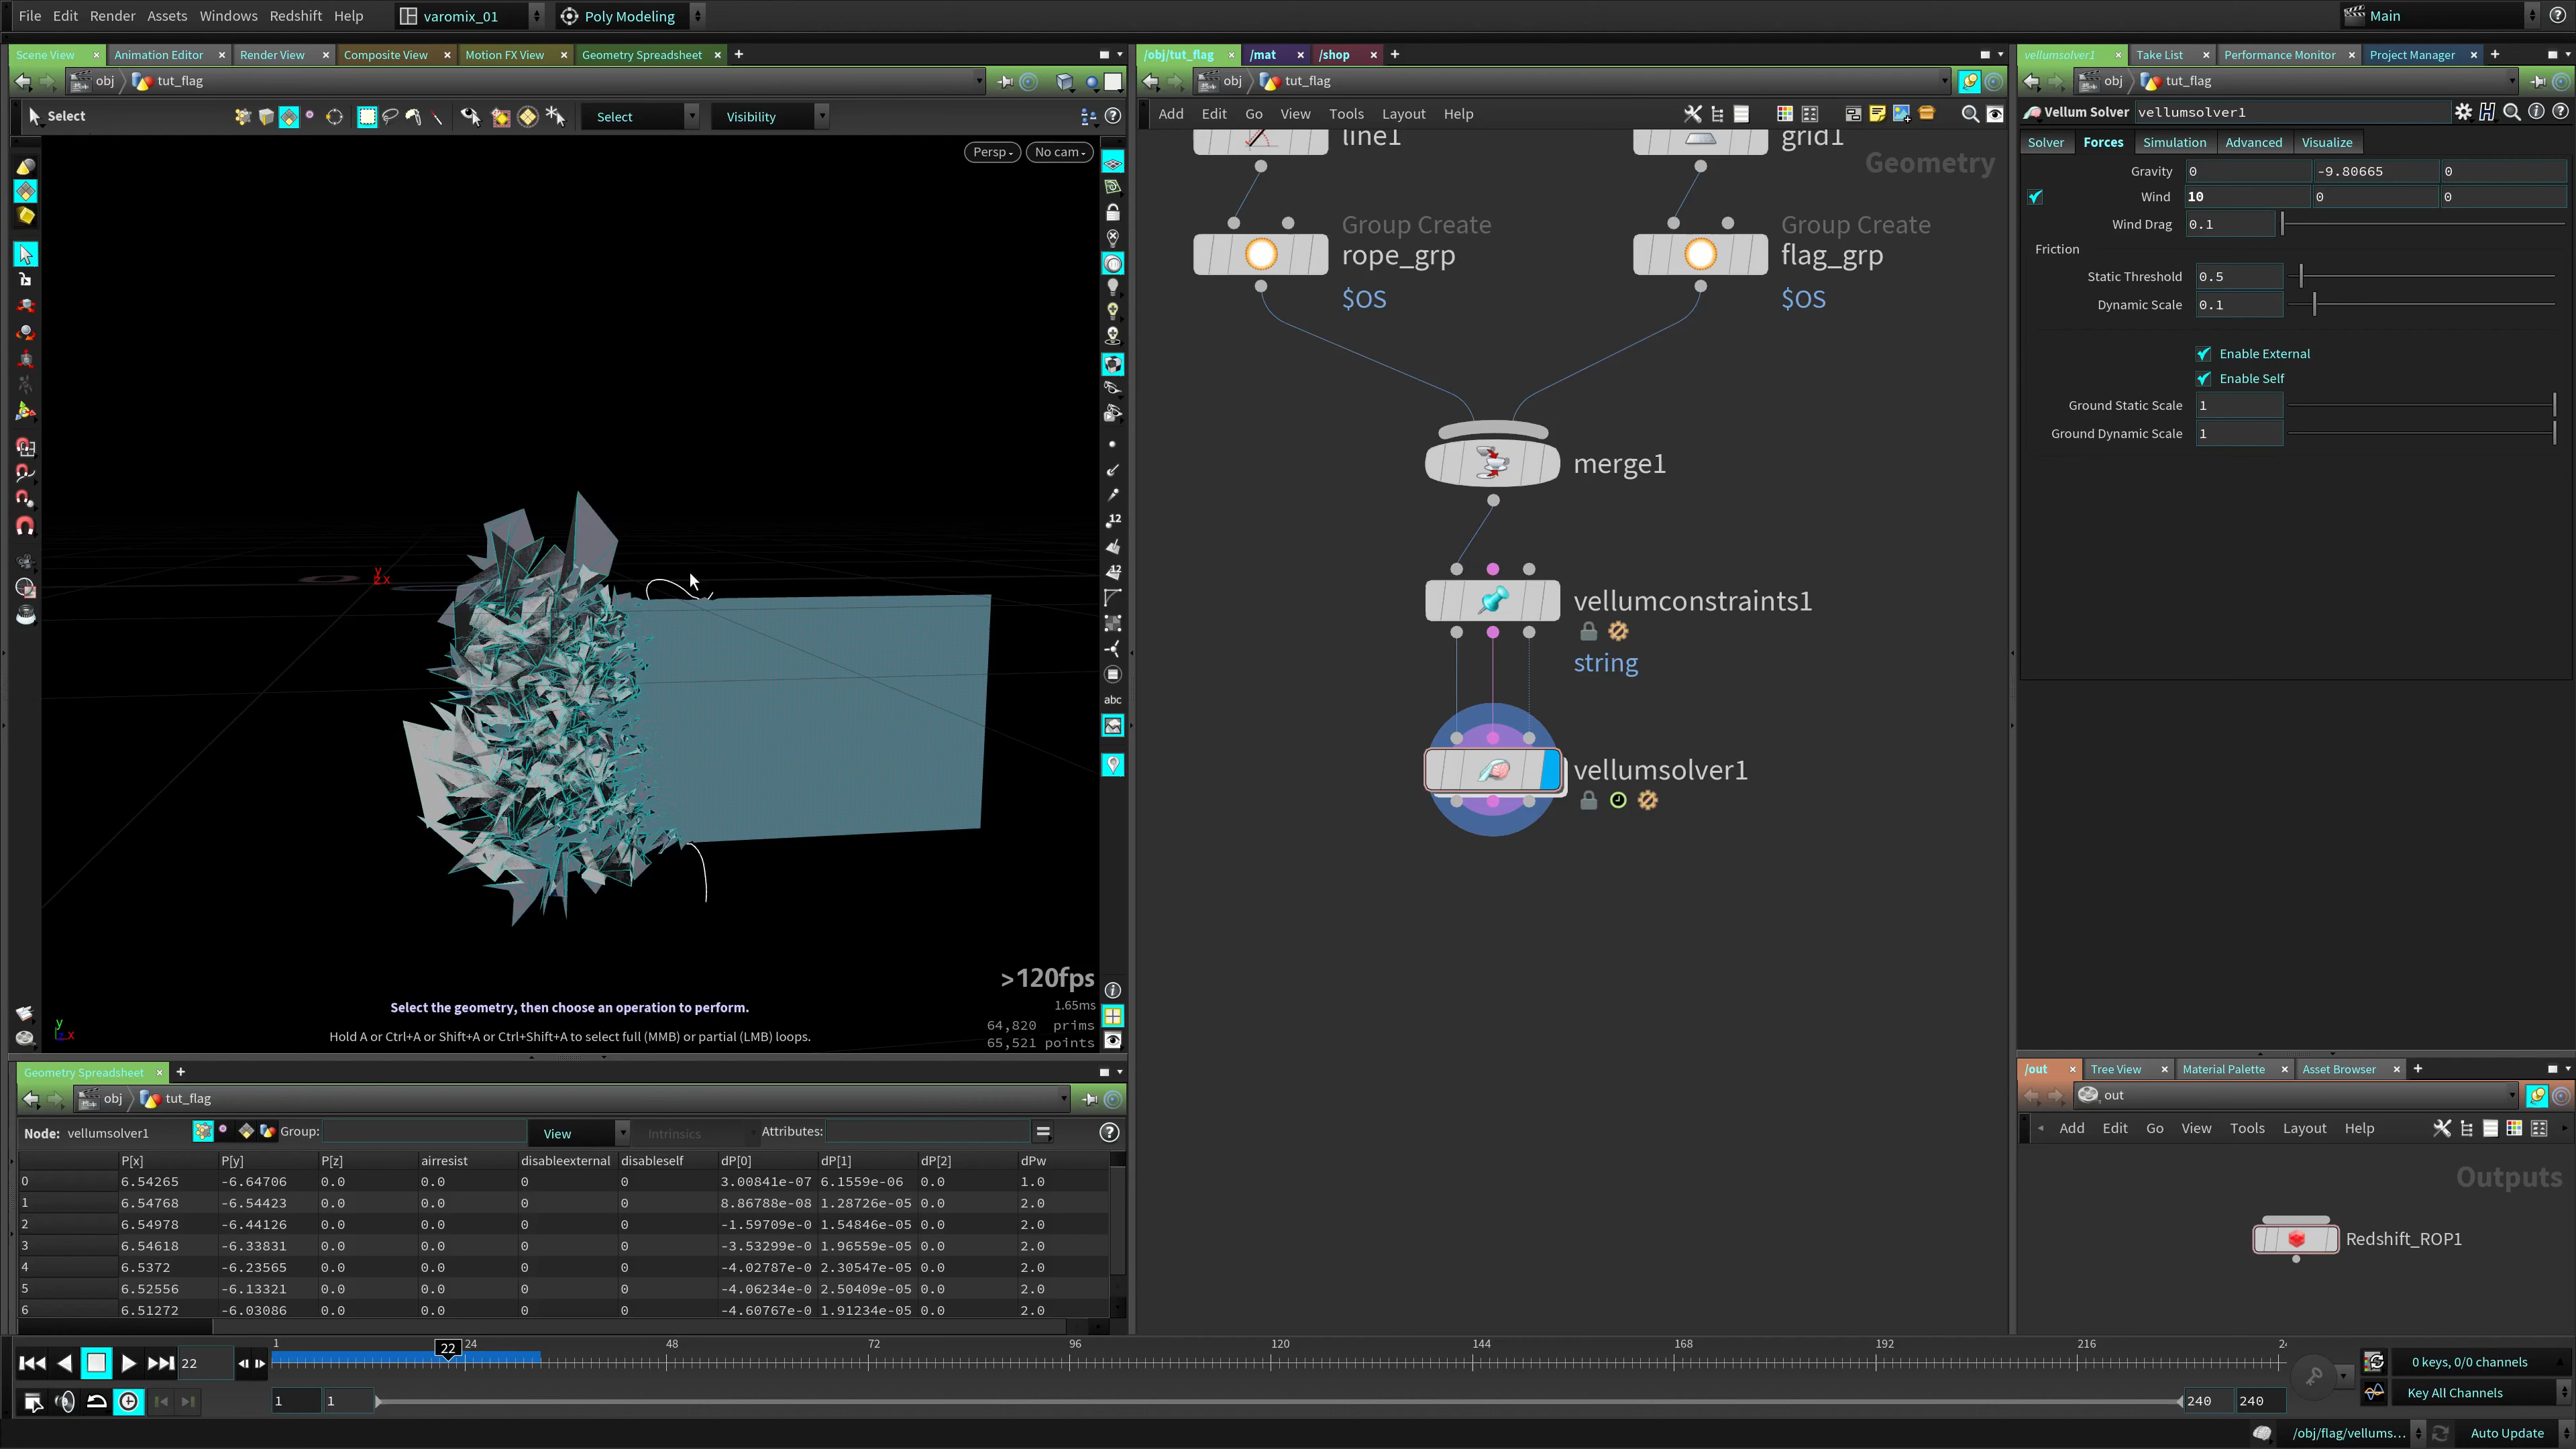 File Edit Render Assets Windows Redshift Help varomix_01 Poly Modeling Main
Scene View Animation Editor Render View Composite View Motion FX View Geometry Spreadsheet
obj tut_flag
Select Select Visibility
Persp No cam
12
12
abc
>120fps
1.65ms
64,820 prims
65,521 points
Select the geometry, then choose an operation to perform.
Hold A or Ctrl+A or Shift+A or Ctrl+Shift+A to select full (MMB) or partial (LMB) loops.
y
z x
y
x
/obj/tut_flag /mat /shop
obj tut_flag
Add Edit Go View Tools Layout Help
Geometry
line1 grid1
Group Create
rope_grp
$OS
Group Create
flag_grp
$OS
merge1
vellumconstraints1
string
vellumsolver1
vellumsolver1 Take List Performance Monitor Project Manager
obj tut_flag
Vellum Solver vellumsolver1
Solver Forces Simulation Advanced Visualize
Gravity 0 -9.80665 0
Wind 10 0 0
Wind Drag 0.1
Friction
Static Threshold 0.5
Dynamic Scale 0.1
Enable External
Enable Self
Ground Static Scale 1
Ground Dynamic Scale 1
/out Tree View Material Palette Asset Browser
out
Add Edit Go View Tools Layout Help
Outputs
Redshift_ROP1
Geometry Spreadsheet
obj tut_flag
Node: vellumsolver1 Group: View Intrinsics Attributes:
P[x] P[y] P[z] airresist disableexternal disableself dP[0] dP[1] dP[2] dPw
0 6.54265 -6.64706 0.0 0.0 0 0 3.00841e-07 6.1559e-06 0.0 1.0
1 6.54768 -6.54423 0.0 0.0 0 0 8.86788e-08 1.28726e-05 0.0 2.0
2 6.54978 -6.44126 0.0 0.0 0 0 -1.59709e-0 1.54846e-05 0.0 2.0
3 6.54618 -6.33831 0.0 0.0 0 0 -3.53299e-0 1.96559e-05 0.0 2.0
4 6.5372 -6.23565 0.0 0.0 0 0 -4.02787e-0 2.30547e-05 0.0 2.0
5 6.52556 -6.13321 0.0 0.0 0 0 -4.06234e-0 2.50409e-05 0.0 2.0
6 6.51272 -6.03086 0.0 0.0 0 0 -4.60767e-0 1.91234e-05 0.0 2.0
22 1 22 24 48 72 96 120 144 168 192 216 24
0 keys, 0/0 channels
1 1 240 240
Key All Channels
/obj/flag/vellums... Auto Update